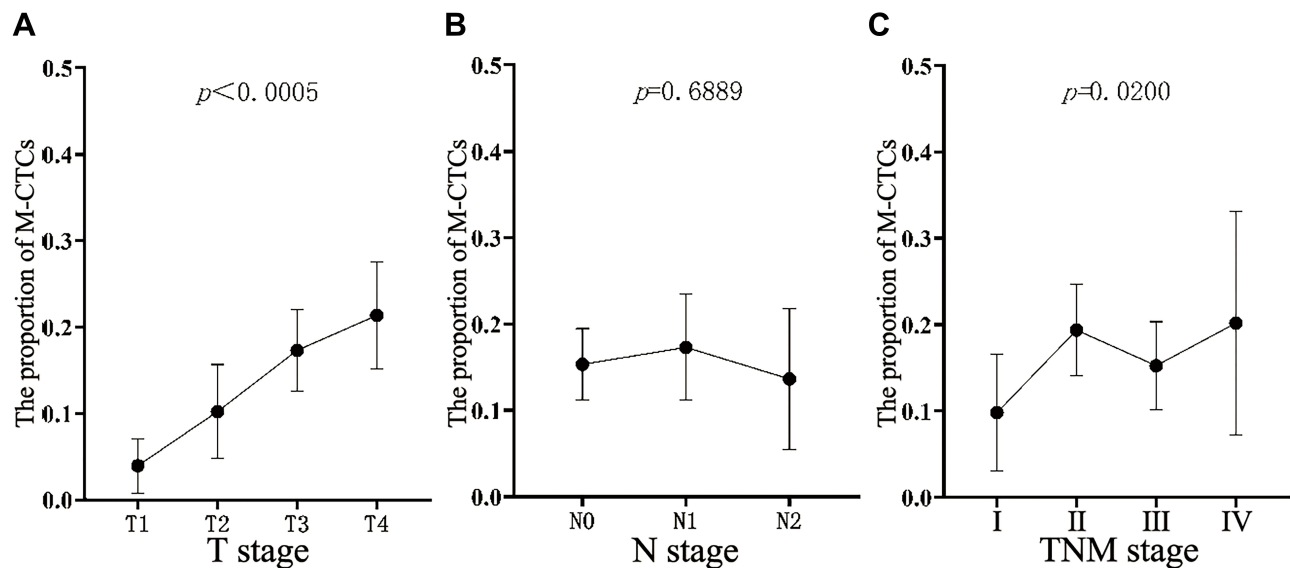 A
p<0.0005
The proportion of M-CTCs
0.5
0.4
0.3
0.2
0.1
0.0
T1 T2 T3 T4
T stage
B
p=0.6889
The proportion of M-CTCs
0.5
0.4
0.3
0.2
0.1
0.0
N0 N1 N2
N stage
C
p=0.0200
The proportion of M-CTCs
0.5
0.4
0.3
0.2
0.1
0.0
I II III IV
TNM stage